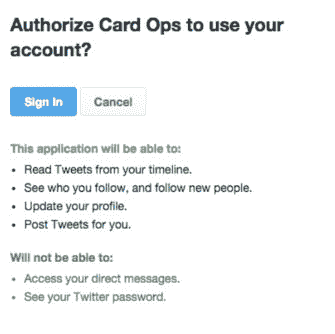 Authorize Card Ops to use your
account?
Sign In Cancel
This application will be able to:
• Read Tweets from your timeline.
• See who you follow, and follow new people.
• Update your profile.
• Post Tweets for you.
Will not be able to:
• Access your direct messages.
• See your Twitter password.